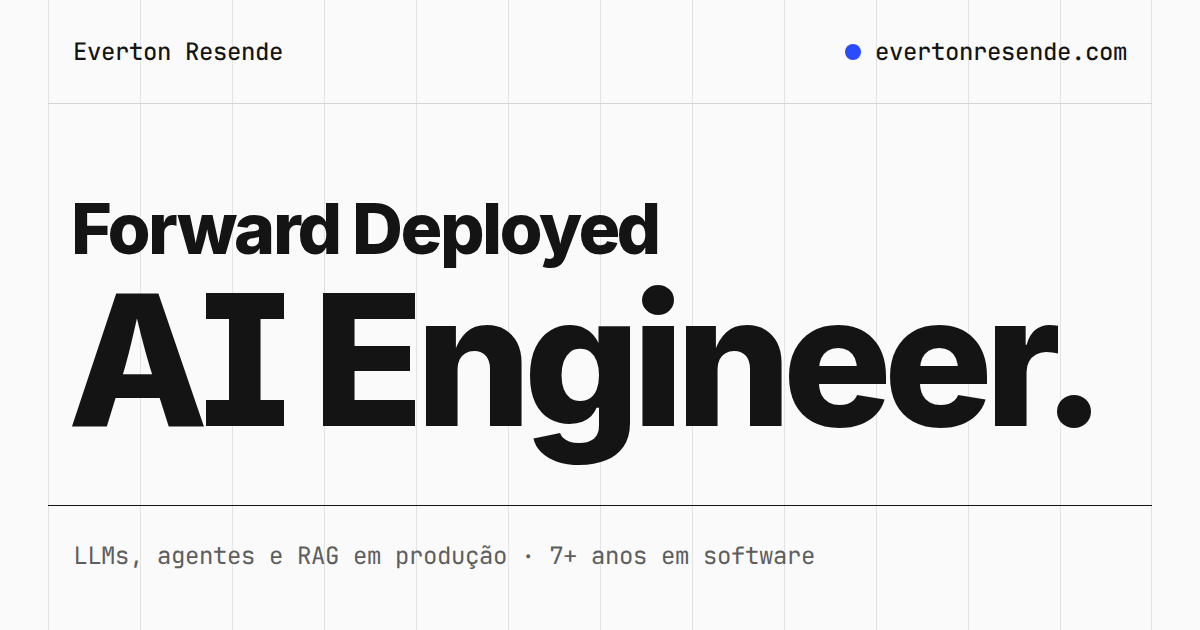 Everton Resende
evertonresende.com
Forward Deployed
AI Engineer.
LLMs, agentes e RAG em produção · 7+ anos em software